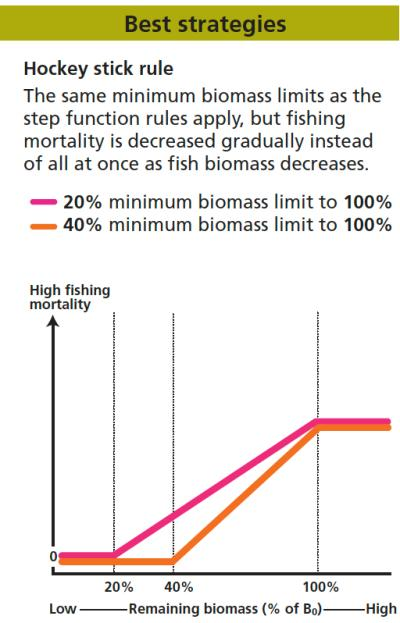 Best strategies
Hockey stick rule
The same minimum biomass limits as the
step function rules apply, but fishing
mortality is decreased gradually instead
of all at once as fish biomass decreases.
20% minimum biomass limit to 100%
40% minimum biomass limit to 100%
High fishing
mortality
0
20% 40% 100%
Low Remaining biomass (% of B₀) High